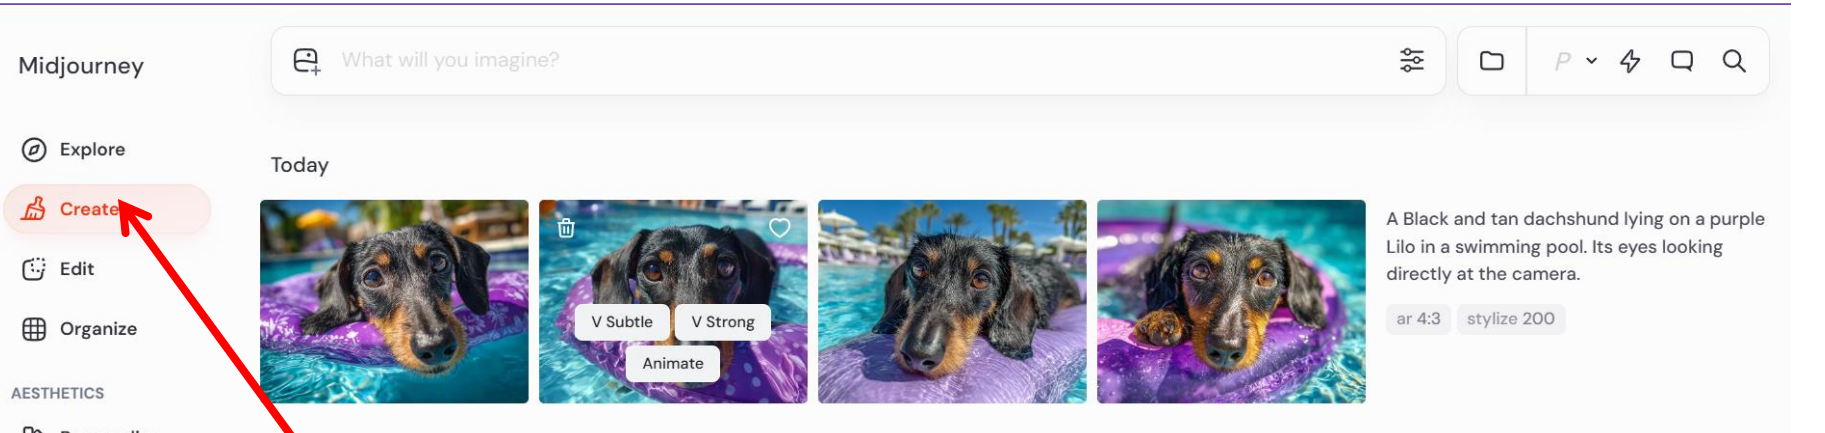 Midjourney
What will you imagine?
P
Explore
Create
Edit
Organize
AESTHETICS
Today
V Subtle
V Strong
Animate
A Black and tan dachshund lying on a purple
Lilo in a swimming pool. Its eyes looking
directly at the camera.
ar 4:3 stylize 200